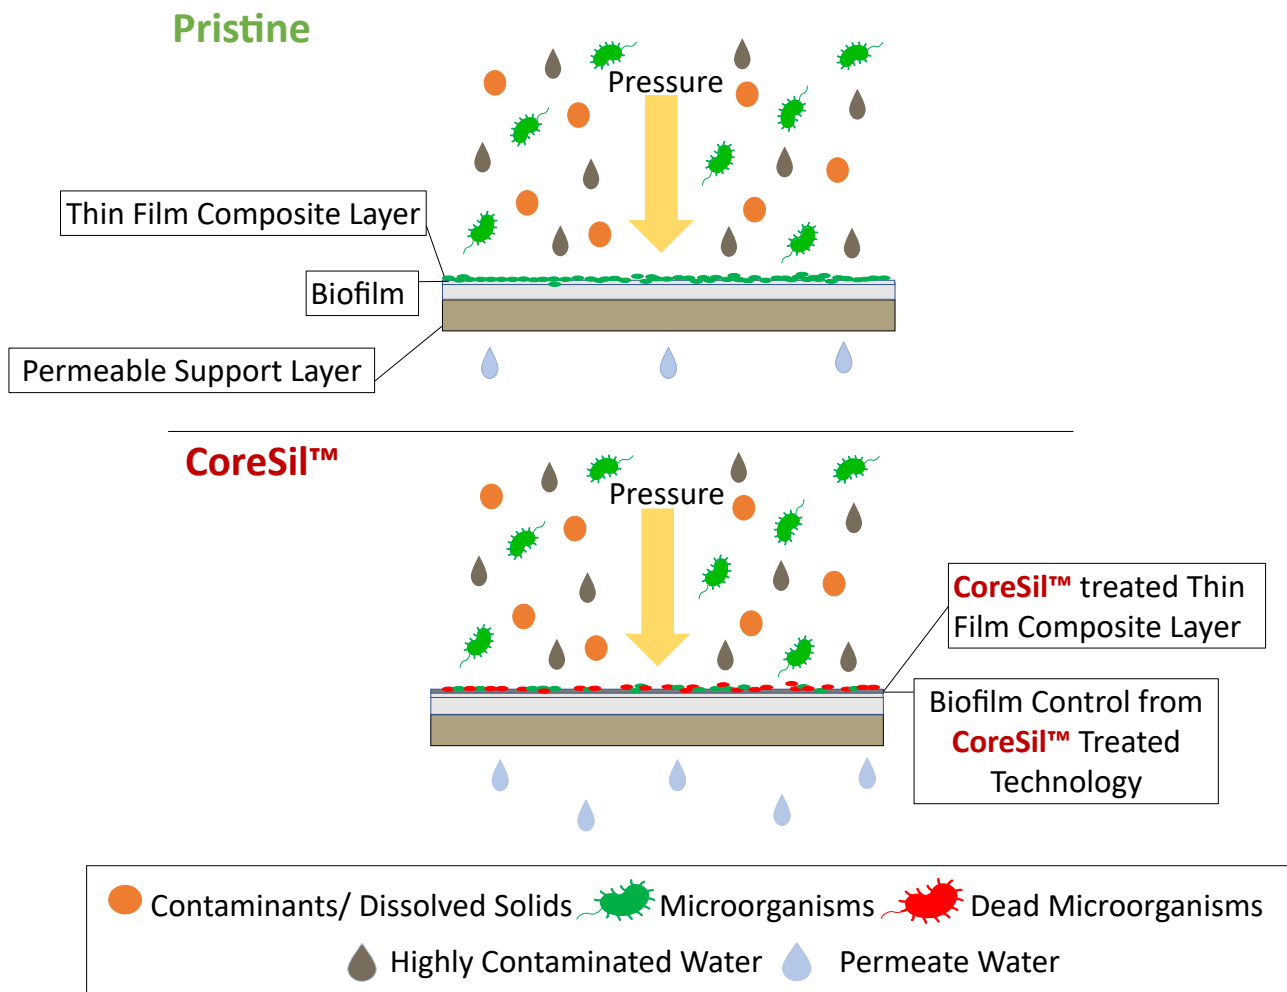 Pristine
Pressure
Thin Film Composite Layer
Biofilm
Permeable Support Layer
CoreSil™
Pressure
CoreSil™ treated Thin
Film Composite Layer
Biofilm Control from
CoreSil™ Treated
Technology
Contaminants/ Dissolved Solids
Microorganisms
Dead Microorganisms
Highly Contaminated Water
Permeate Water